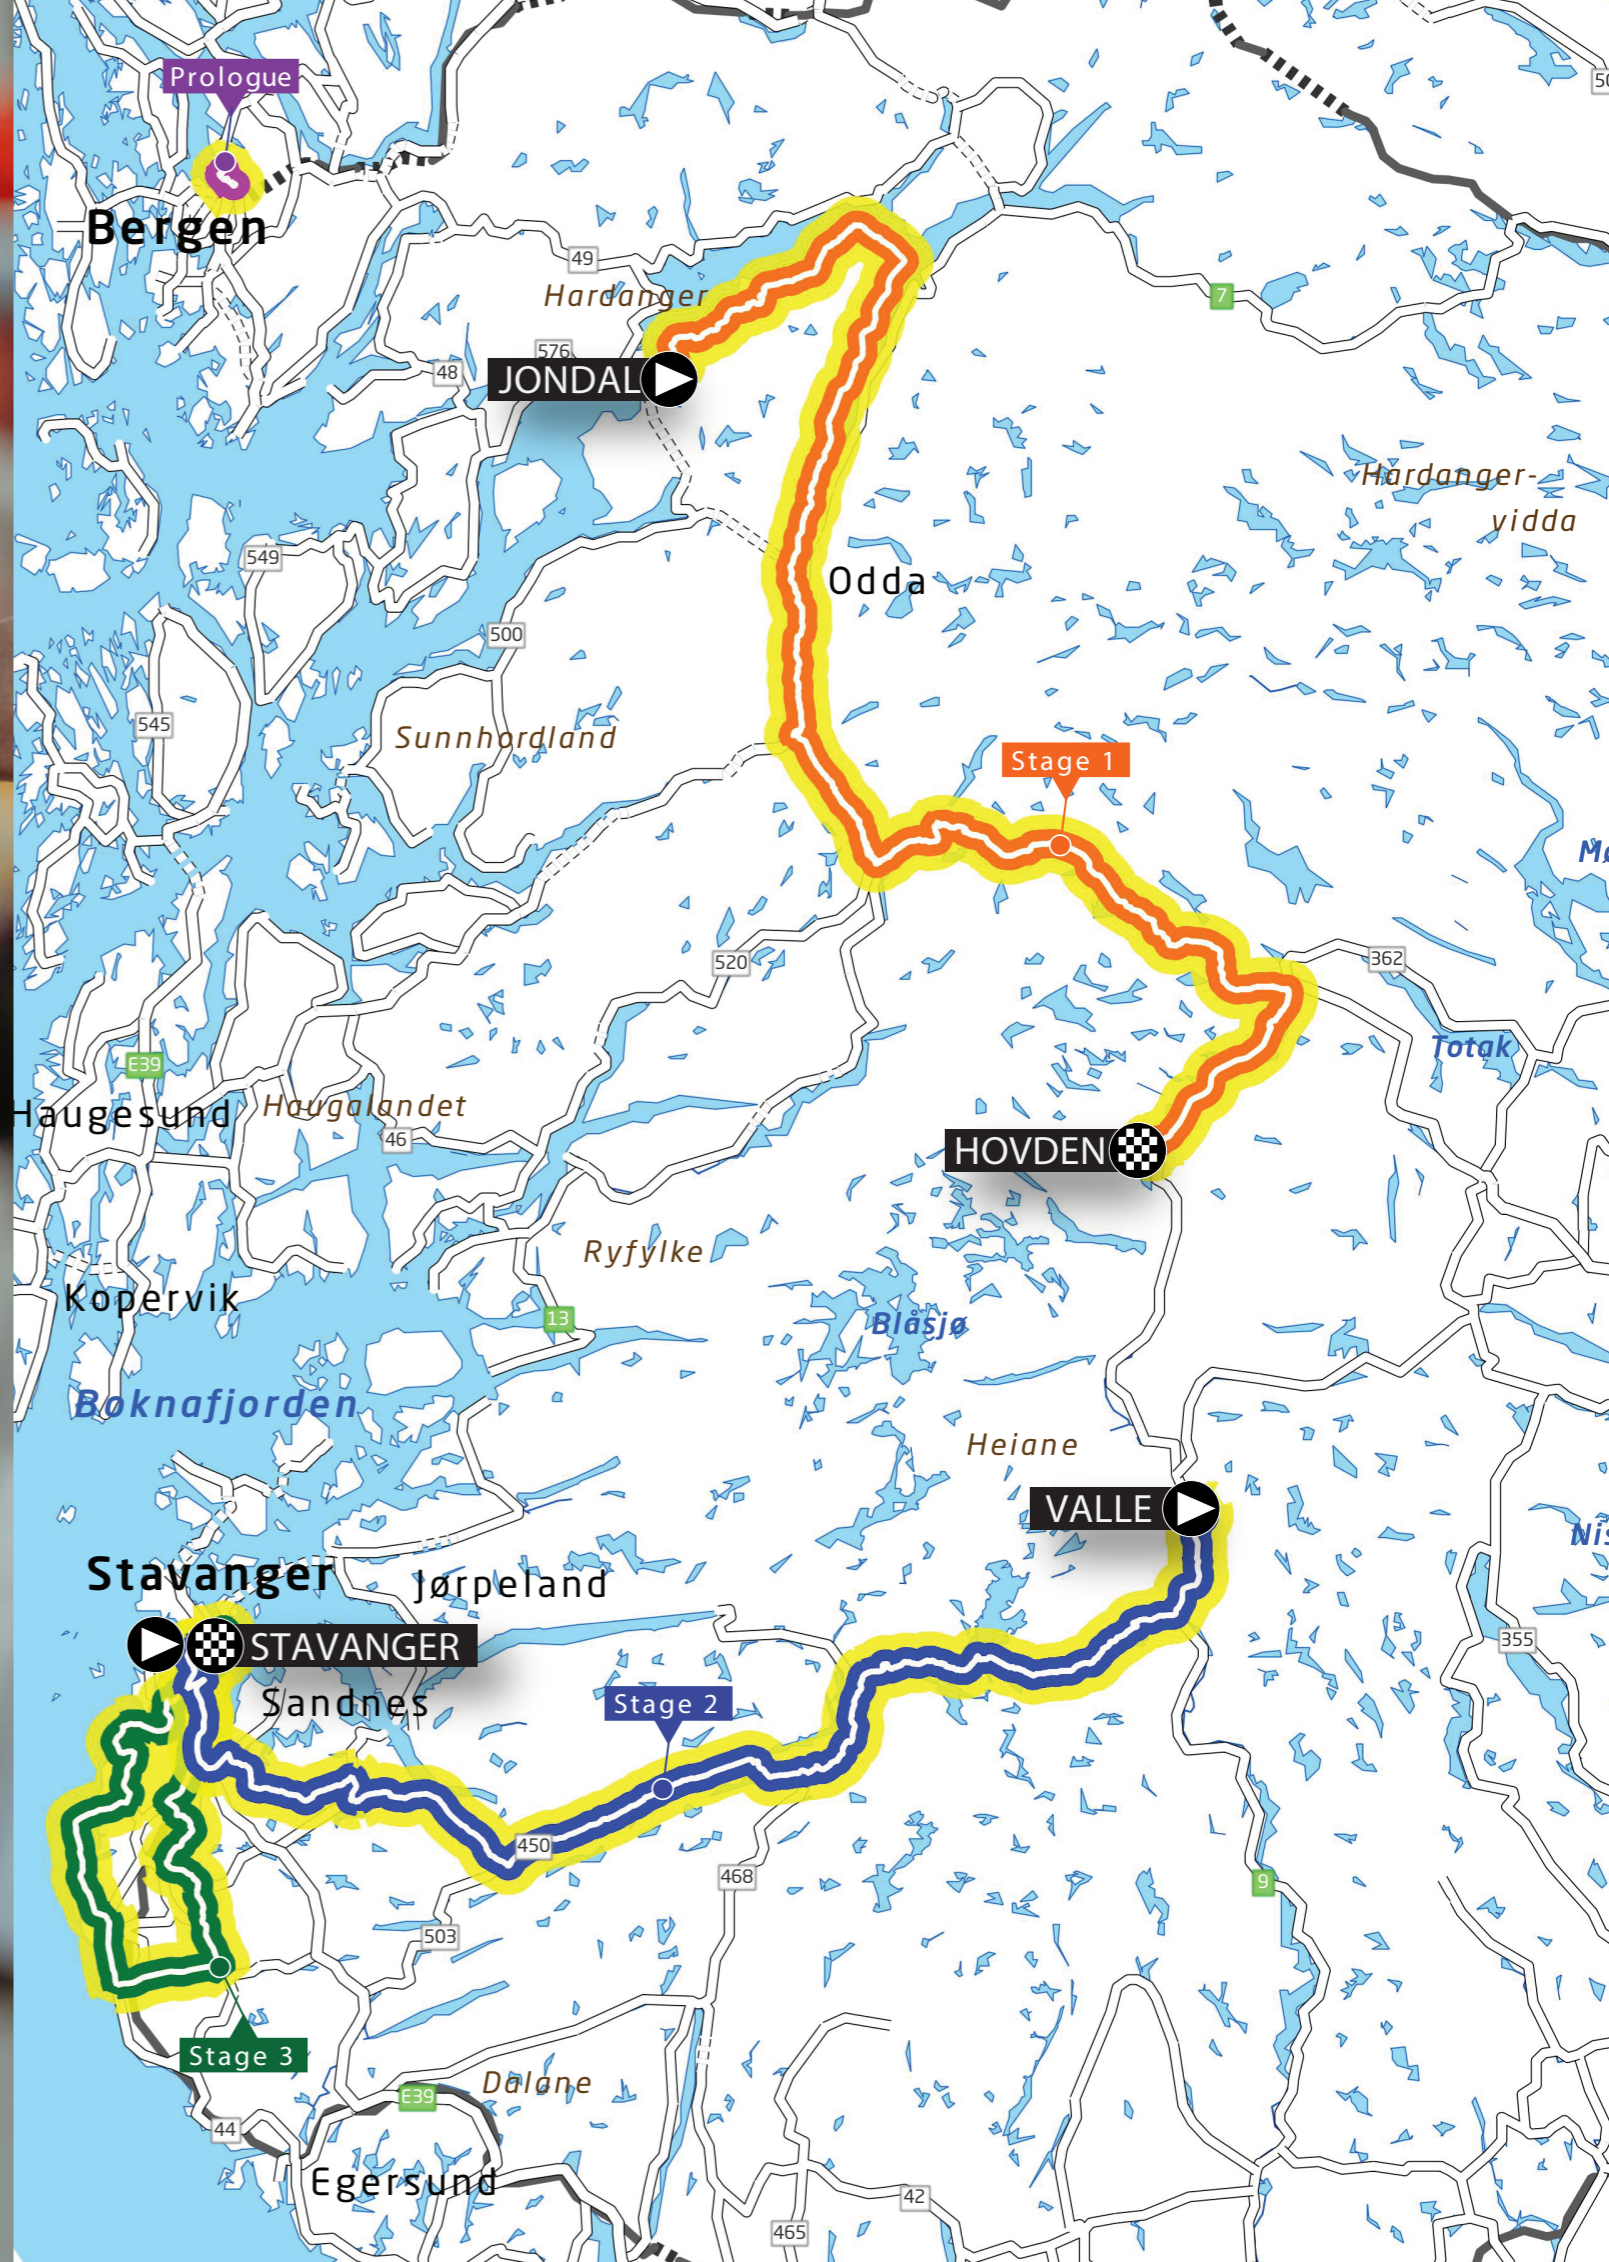 50
Prologue
Bergen
49
Hardanger
7
576
48
JONDAL
Hardanger-
vidda
549
Odda
500
545
Sunnhordland
Stage 1
520
362
Totak
E39
Haugesund
Haugalandet
46
HOVDEN
Ryfylke
Kopervik
13
Blåsjø
Boknafjorden
Heiane
VALLE
Stavanger
Jørpeland
355
STAVANGER
Sandnes
Stage 2
450
468
9
503
Stage 3
Dalane
E39
44
Egersund
42
465